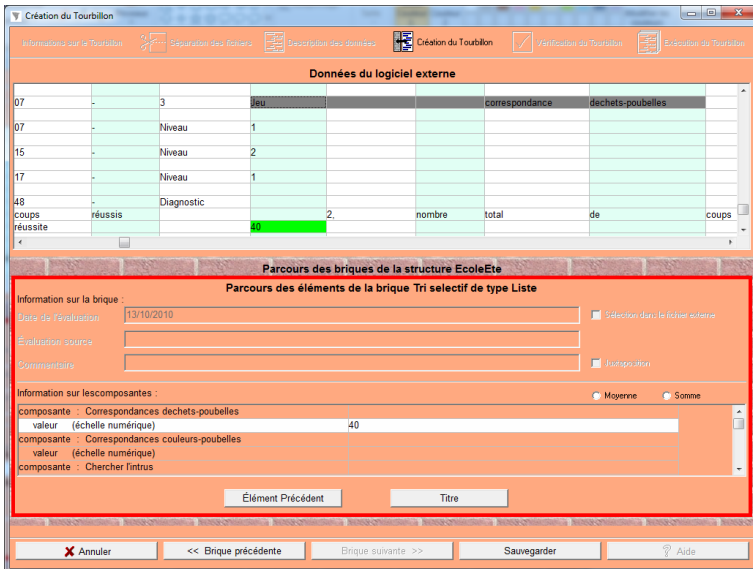 Création du Tourbillon
Informations sur le Tourbillon Séparation des fichiers Description des données Création du Tourbillon Vérification du Tourbillon Exécution du Tourbillon
Données du logiciel externe
07 - 3 Jeu correspondance dechets-poubelles
07 - Niveau 1
15 - Niveau 2
17 - Niveau 1
48 - Diagnostic
coups réussis 2, nombre total de coups
réussite 40
Parcours des briques de la structure EcoleEte
Parcours des éléments de la brique Tri selectif de type Liste
Information sur la brique :
Date de l'évaluation 13/10/2010 Sélection dans le fichier externe
Evaluation source
Commentaire Juxtaposition
Information sur lescomposantes : Moyenne Somme
composante : Correspondances dechets-poubelles
valeur (échelle numérique) 40
composante : Correspondances couleurs-poubelles
valeur (échelle numérique)
composante : Chercher l'intrus
Élément Précédent Titre
Annuler << Brique précédente Brique suivante >> Sauvegarder Aide